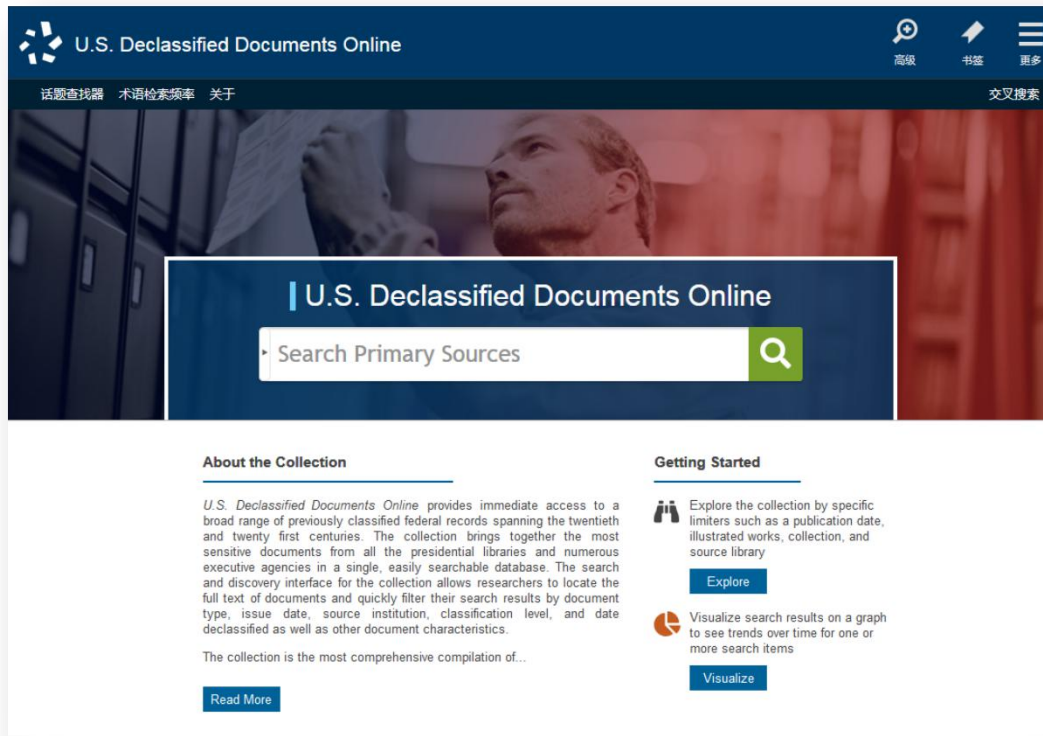 U.S. Declassified Documents Online
高级
书签
更多
话题查找器 术语检索频率 关于
交叉搜索
U.S. Declassified Documents Online
Search Primary Sources
About the Collection
U.S. Declassified Documents Online provides immediate access to a
broad range of previously classified federal records spanning the twentieth
and twenty first centuries. The collection brings together the most
sensitive documents from all the presidential libraries and numerous
executive agencies in a single, easily searchable database. The search
and discovery interface for the collection allows researchers to locate the
full text of documents and quickly filter their search results by document
type, issue date, source institution, classification level, and date
declassified as well as other document characteristics.
The collection is the most comprehensive compilation of...
Read More
Getting Started
Explore the collection by specific
limiters such as a publication date,
illustrated works, collection, and
source library
Explore
Visualize search results on a graph
to see trends over time for one or
more search items
Visualize